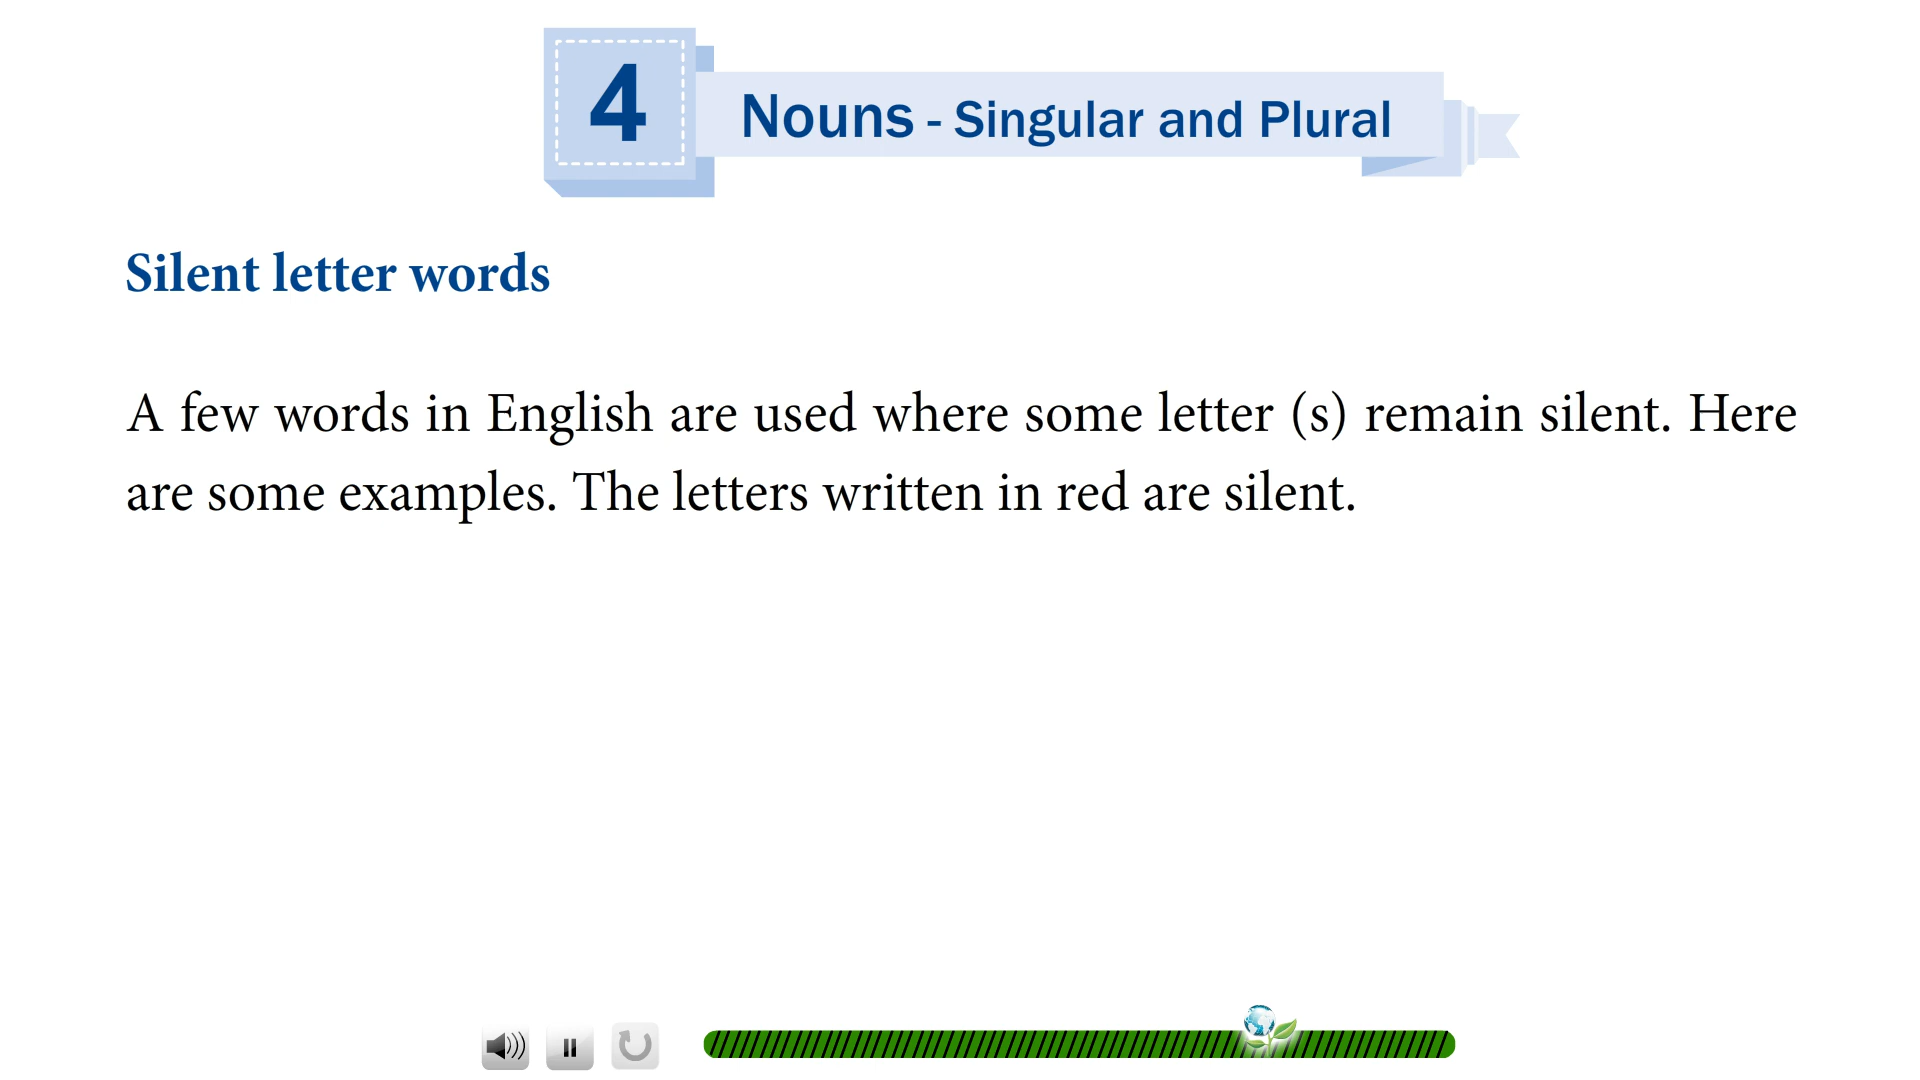 4
Nouns - Singular and Plural
Silent letter words
A few words in English are used where some letter (s) remain silent. Here
are some examples. The letters written in red are silent.